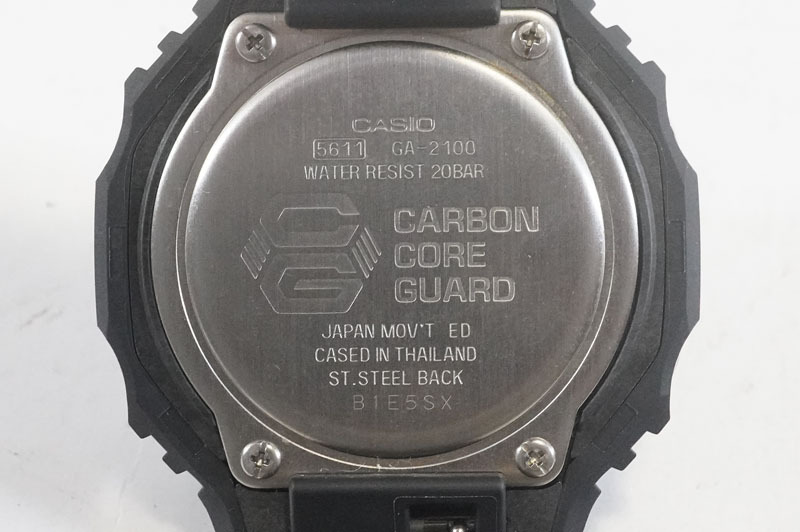 CASIO
5611 GA-2100
WATER RESIST 20BAR
CG CARBON
CORE
GUARD
JAPAN MOV'T ED
CASED IN THAILAND
ST.STEEL BACK
B1E5SX